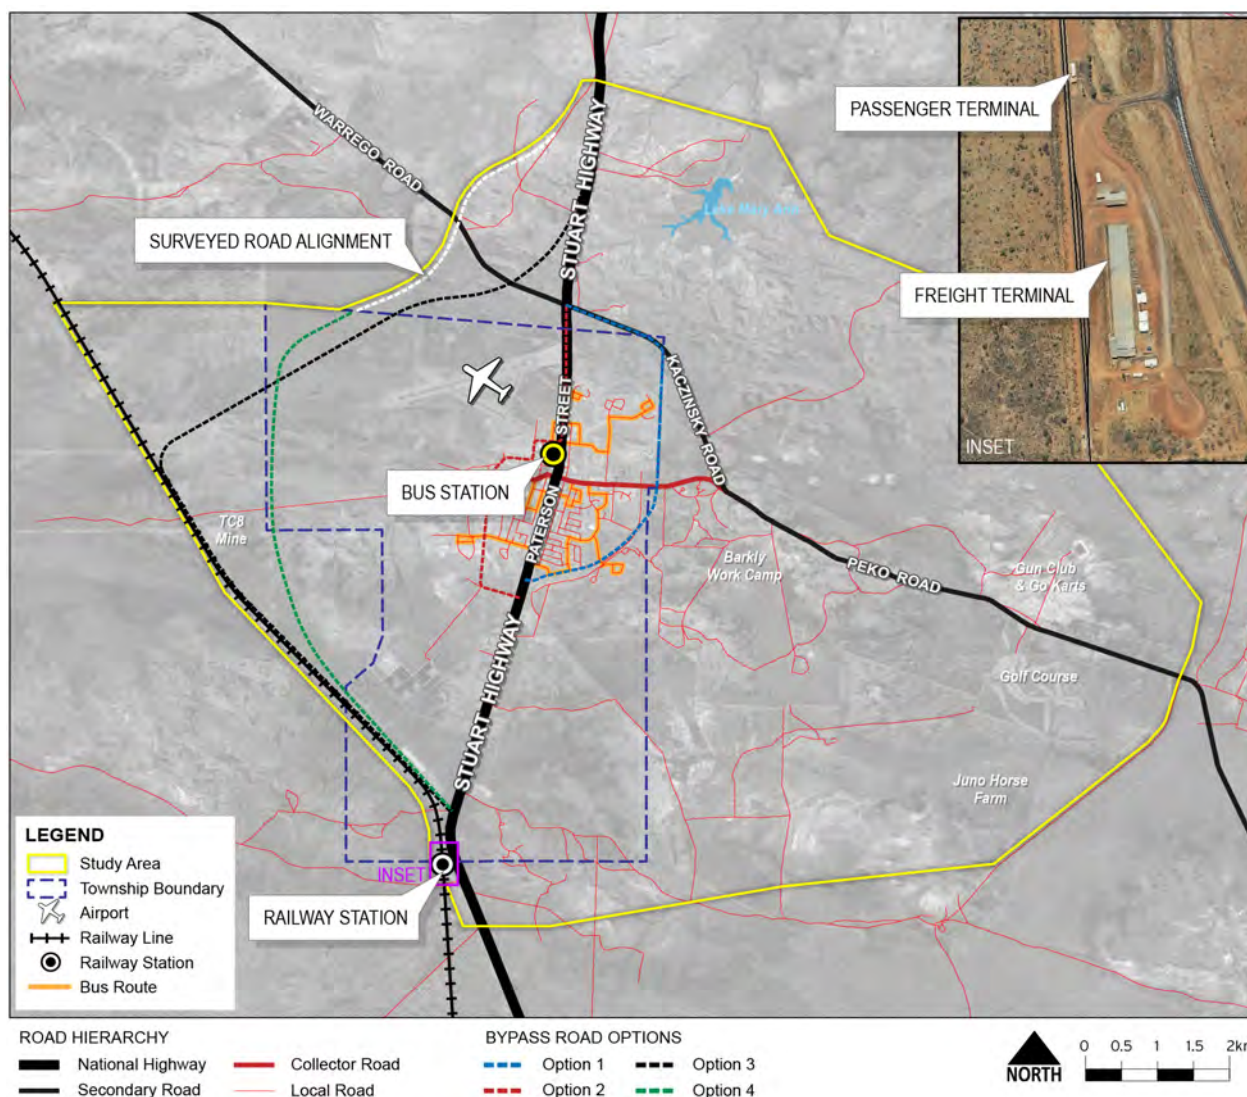 WARREGO ROAD
STUART HIGHWAY
SURVEYED ROAD ALIGNMENT
Lake Mary Ann
PASSENGER TERMINAL
FREIGHT TERMINAL
INSET
KACZINSKY ROAD
PATERSON STREET
BUS STATION
TC8
Mine
Barkly
Work Camp
PEKO ROAD
Gun Club
& Go Karts
Golf Course
STUART HIGHWAY
Juno Horse
Farm
INSET
RAILWAY STATION
LEGEND
Study Area
Township Boundary
Airport
Railway Line
Railway Station
Bus Route
ROAD HIERARCHY
National Highway
Secondary Road
Collector Road
Local Road
BYPASS ROAD OPTIONS
Option 1
Option 2
Option 3
Option 4
NORTH
0 0.5 1 1.5 2km